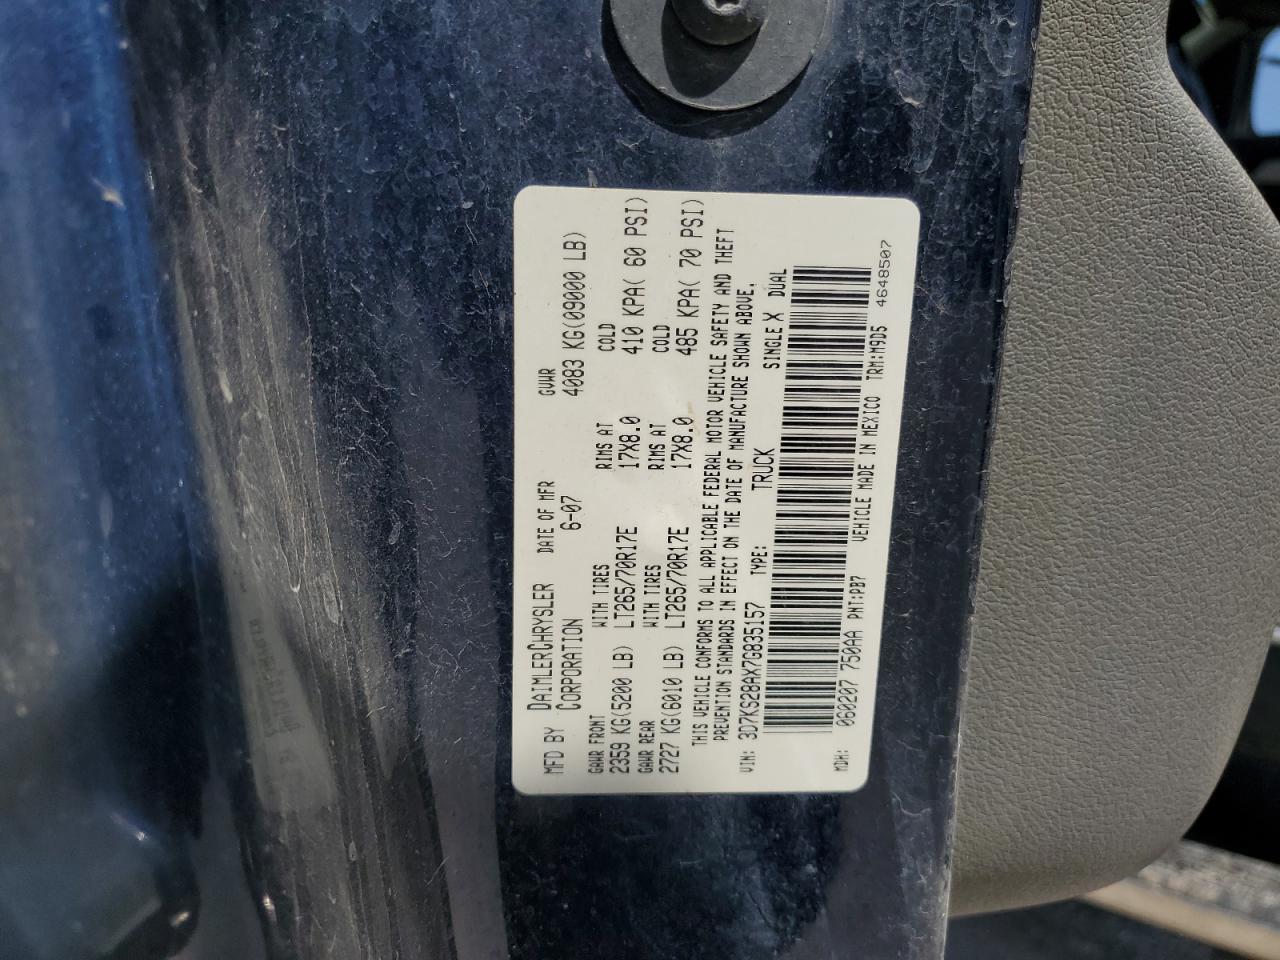 MFD BY DAIMLERCHRYSLER DATE OF MFR GVWR
CORPORATION 6-07 4083 KG(09000 LB)
GAWR FRONT WITH TIRES RIMS AT COLD
2359 KG(5200 LB) LT265/70R17E 17X8.0 410 KPA( 60 PSI)
GAWR REAR WITH TIRES RIMS AT COLD
2727 KG(6010 LB) LT265/70R17E 17X8.0 485 KPA( 70 PSI)
THIS VEHICLE CONFORMS TO ALL APPLICABLE FEDERAL MOTOR VEHICLE SAFETY AND THEFT
PREVENTION STANDARDS IN EFFECT ON THE DATE OF MANUFACTURE SHOWN ABOVE.
VIN: 3D7KS28AX7G835157 TYPE: TRUCK SINGLE X DUAL
MDH: 060207 750AA PNT:PB7 VEHICLE MADE IN MEXICO TRM:M9D5 4648507